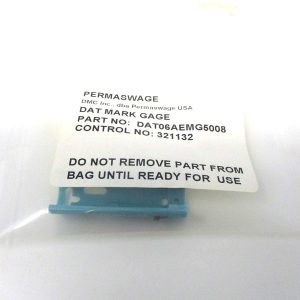 PERMASWAGE
DMC Inc., dba Permaswage USA
DAT MARK GAGE
PART NO: DAT06AEMG5008
CONTROL NO: 321132
DO NOT REMOVE PART FROM
BAG UNTIL READY FOR USE